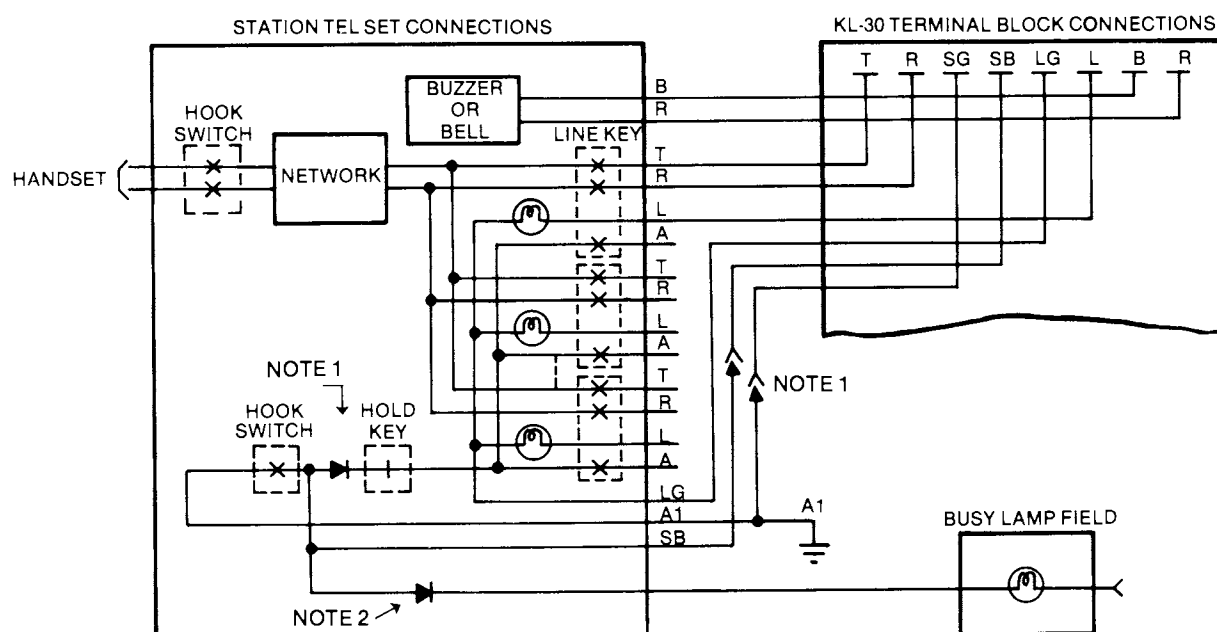 STATION TEL SET CONNECTIONS
KL-30 TERMINAL BLOCK CONNECTIONS
T R SG SB LG L B R
BUZZER
OR
BELL
B
R
HOOK
SWITCH
LINE KEY
HANDSET
NETWORK
T
R
L
A
T
R
L
A
T
R
L
A
NOTE 1
NOTE 1
HOOK
SWITCH
HOLD
KEY
LG
A1
SB
A1
BUSY LAMP FIELD
NOTE 2